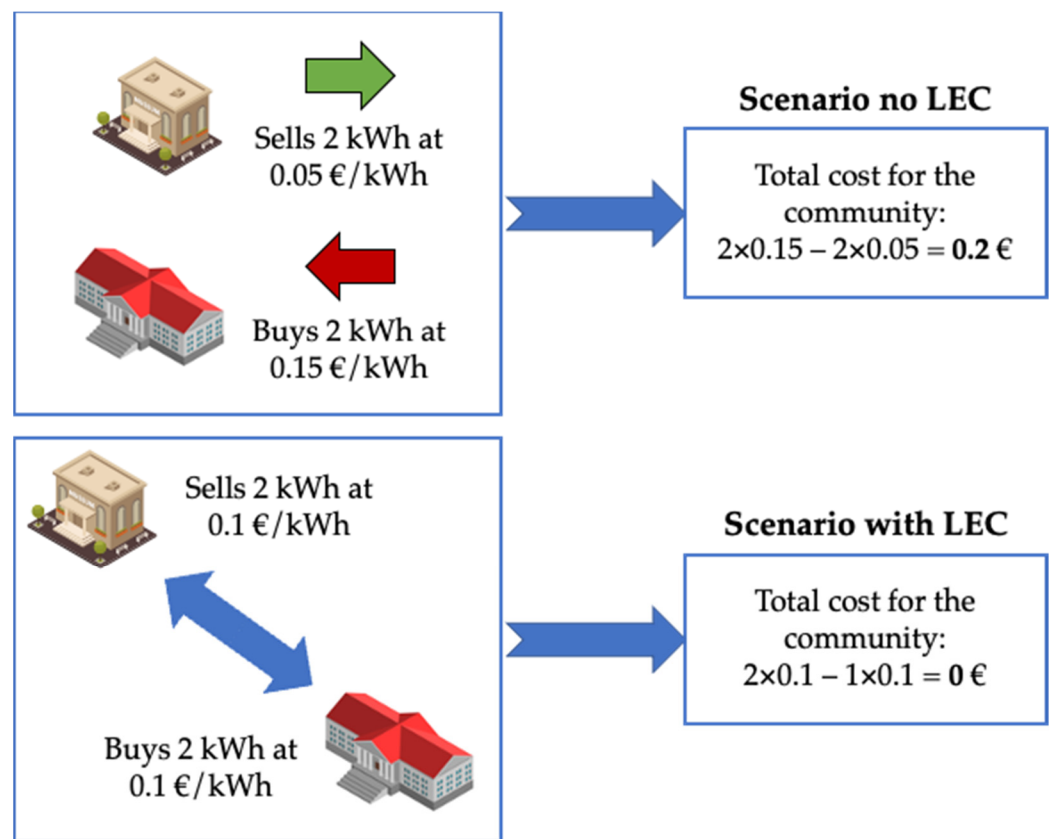 Sells 2 kWh at
0.05 €/kWh
Buys 2 kWh at
0.15 €/kWh
Scenario no LEC
Total cost for the
community:
2×0.15 – 2×0.05 = 0.2 €
Sells 2 kWh at
0.1 €/kWh
Buys 2 kWh at
0.1 €/kWh
Scenario with LEC
Total cost for the
community:
2×0.1 – 1×0.1 = 0 €